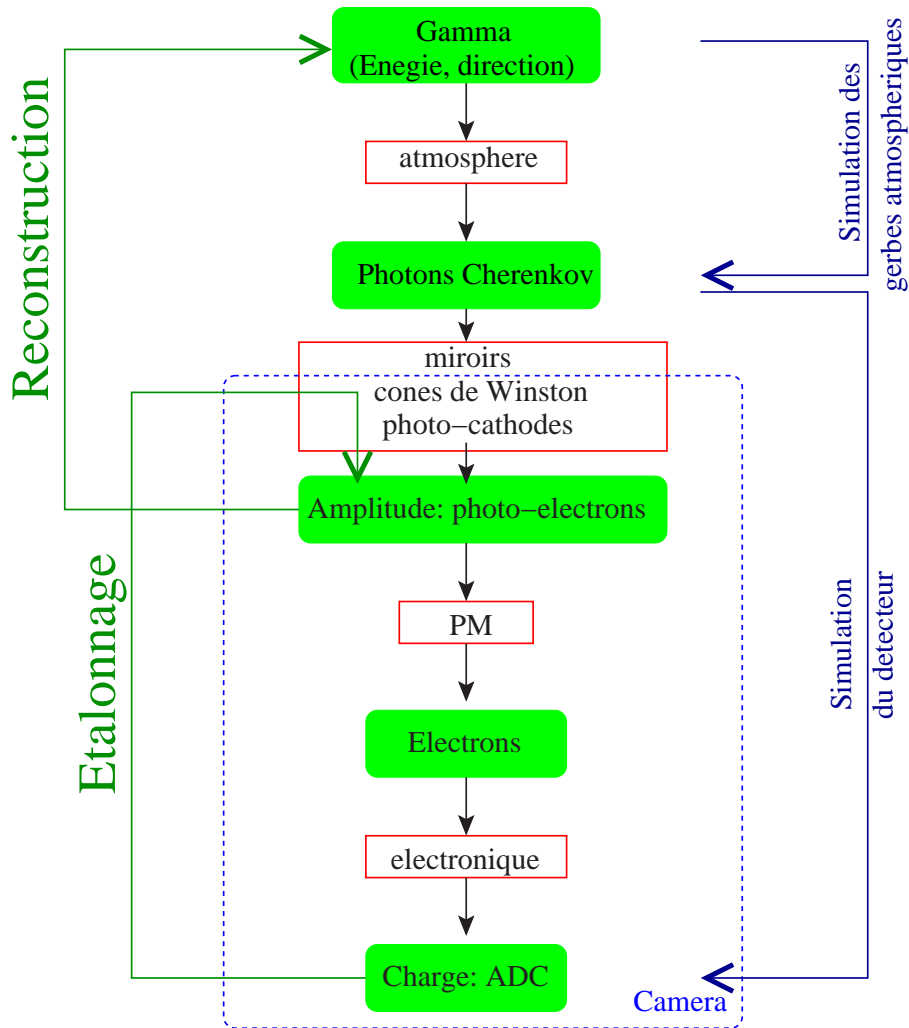 Gamma
(Enegie, direction)
atmosphere
Photons Cherenkov
miroirs
cones de Winston
photo−cathodes
Amplitude: photo−electrons
PM
Electrons
electronique
Charge: ADC
Camera
Reconstruction
Etalonnage
Simulation des
gerbes atmospheriques
Simulation
du detecteur